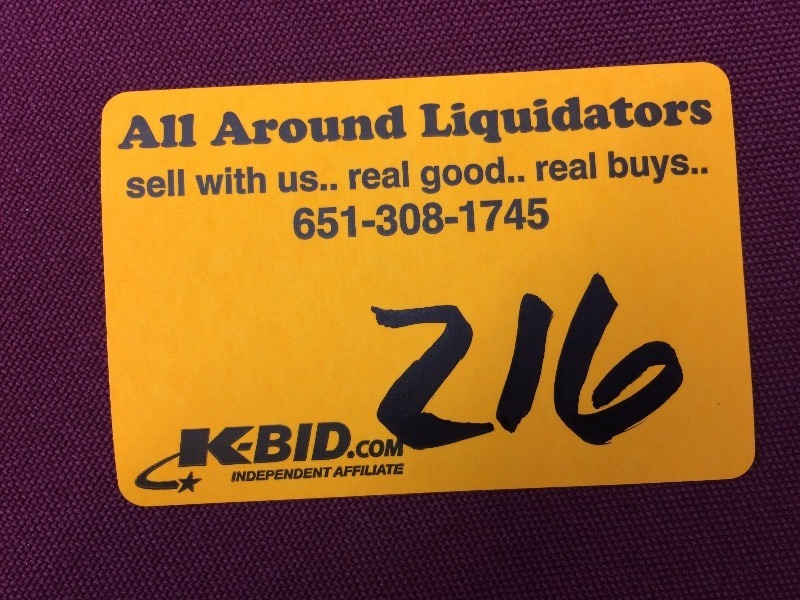 All Around Liquidators
sell with us.. real good.. real buys..
651-308-1745
216
K-BID.COM
INDEPENDENT AFFILIATE